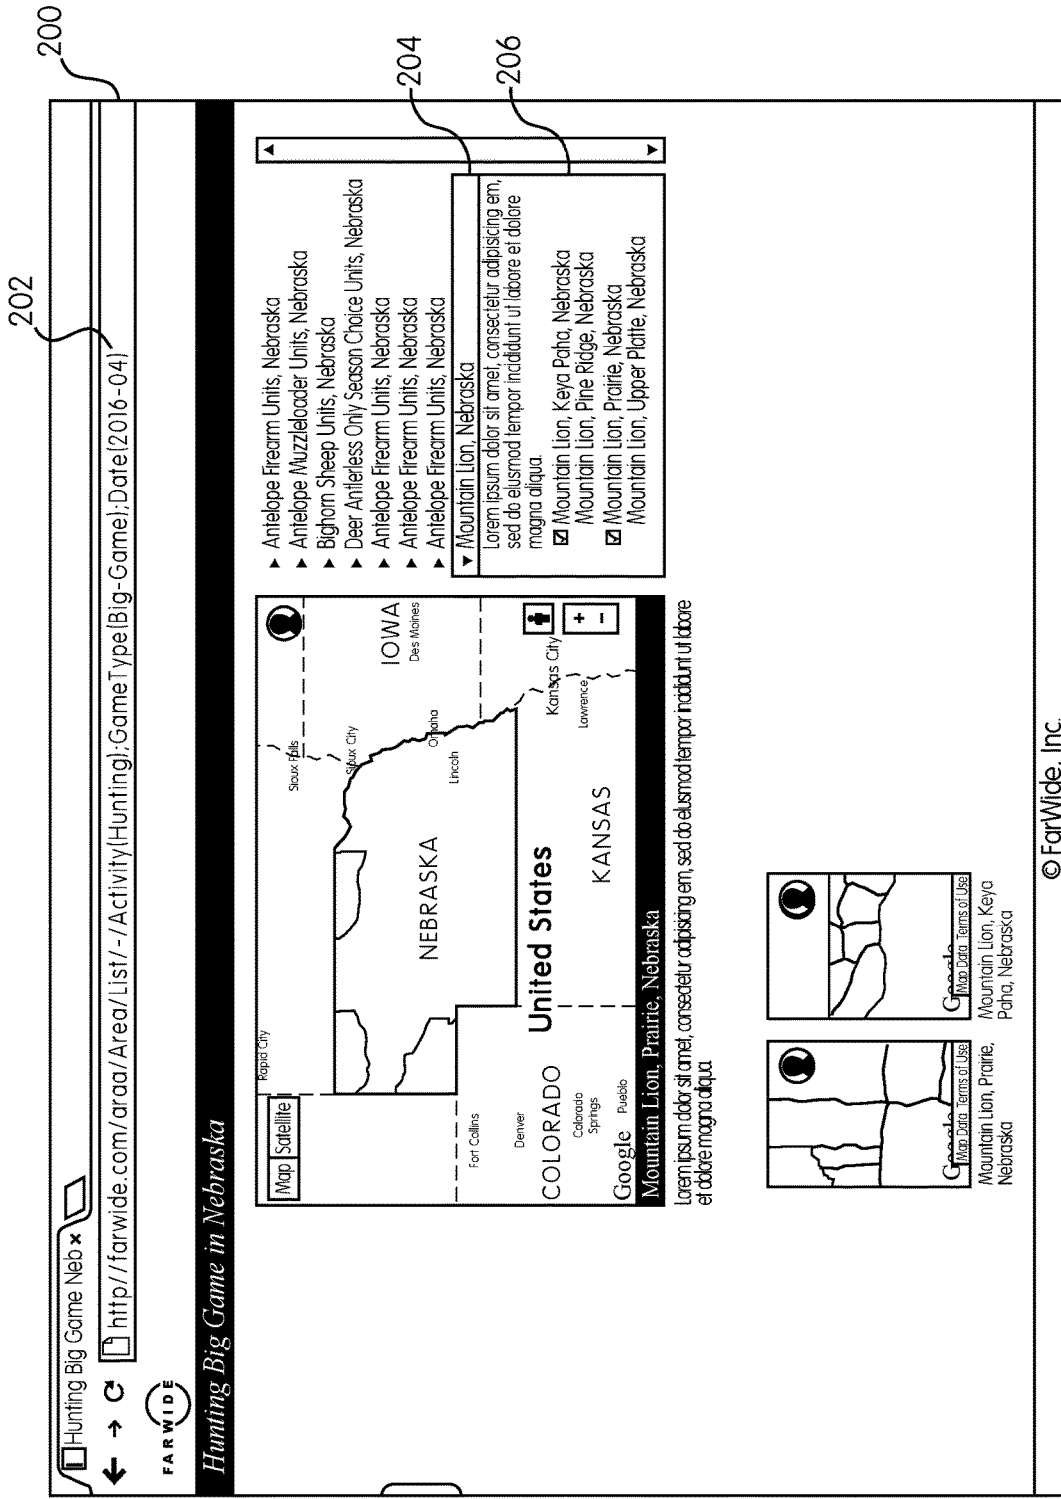 200
202
Hunting Big Game Neb ×
http//farwide.com/araa/Area/List/-/Activity(Hunting);GameType(Big-Game);Date(2016-04)
FARWIDE
Hunting Big Game in Nebraska
Map Satellite
Rapid City
Sioux Falls
Sioux City
IOWA
Des Moines
Omaha
Lincoln
NEBRASKA
Fort Collins
Denver
United States
COLORADO
Colorado
Springs
Pueblo
KANSAS
Kansas City
Lawrence
+
−
Google
Mountain Lion, Prairie, Nebraska
Lorem ipsum dolor sit amet, consectetur adipisicing em, sed do eiusmod tempor incididunt ut labore
et dolore magna aliqua.
Antelope Firearm Units, Nebraska
Antelope Muzzleloader Units, Nebraska
Bighorn Sheep Units, Nebraska
Deer Antlerless Only Season Choice Units, Nebraska
Antelope Firearm Units, Nebraska
Antelope Firearm Units, Nebraska
Antelope Firearm Units, Nebraska
Mountain Lion, Nebraska
204
Lorem ipsum dolor sit amet, consectetur adipisicing em,
sed do eiusmod tempor incididunt ut labore et dolore
magna aliqua.
206
Mountain Lion, Keya Paha, Nebraska
Mountain Lion, Pine Ridge, Nebraska
Mountain Lion, Prairie, Nebraska
Mountain Lion, Upper Platte, Nebraska
Google
Map Data Terms of Use
Mountain Lion, Prairie,
Nebraska
Google
Map Data Terms of Use
Mountain Lion, Keya
Paha, Nebraska
© FarWide, Inc.